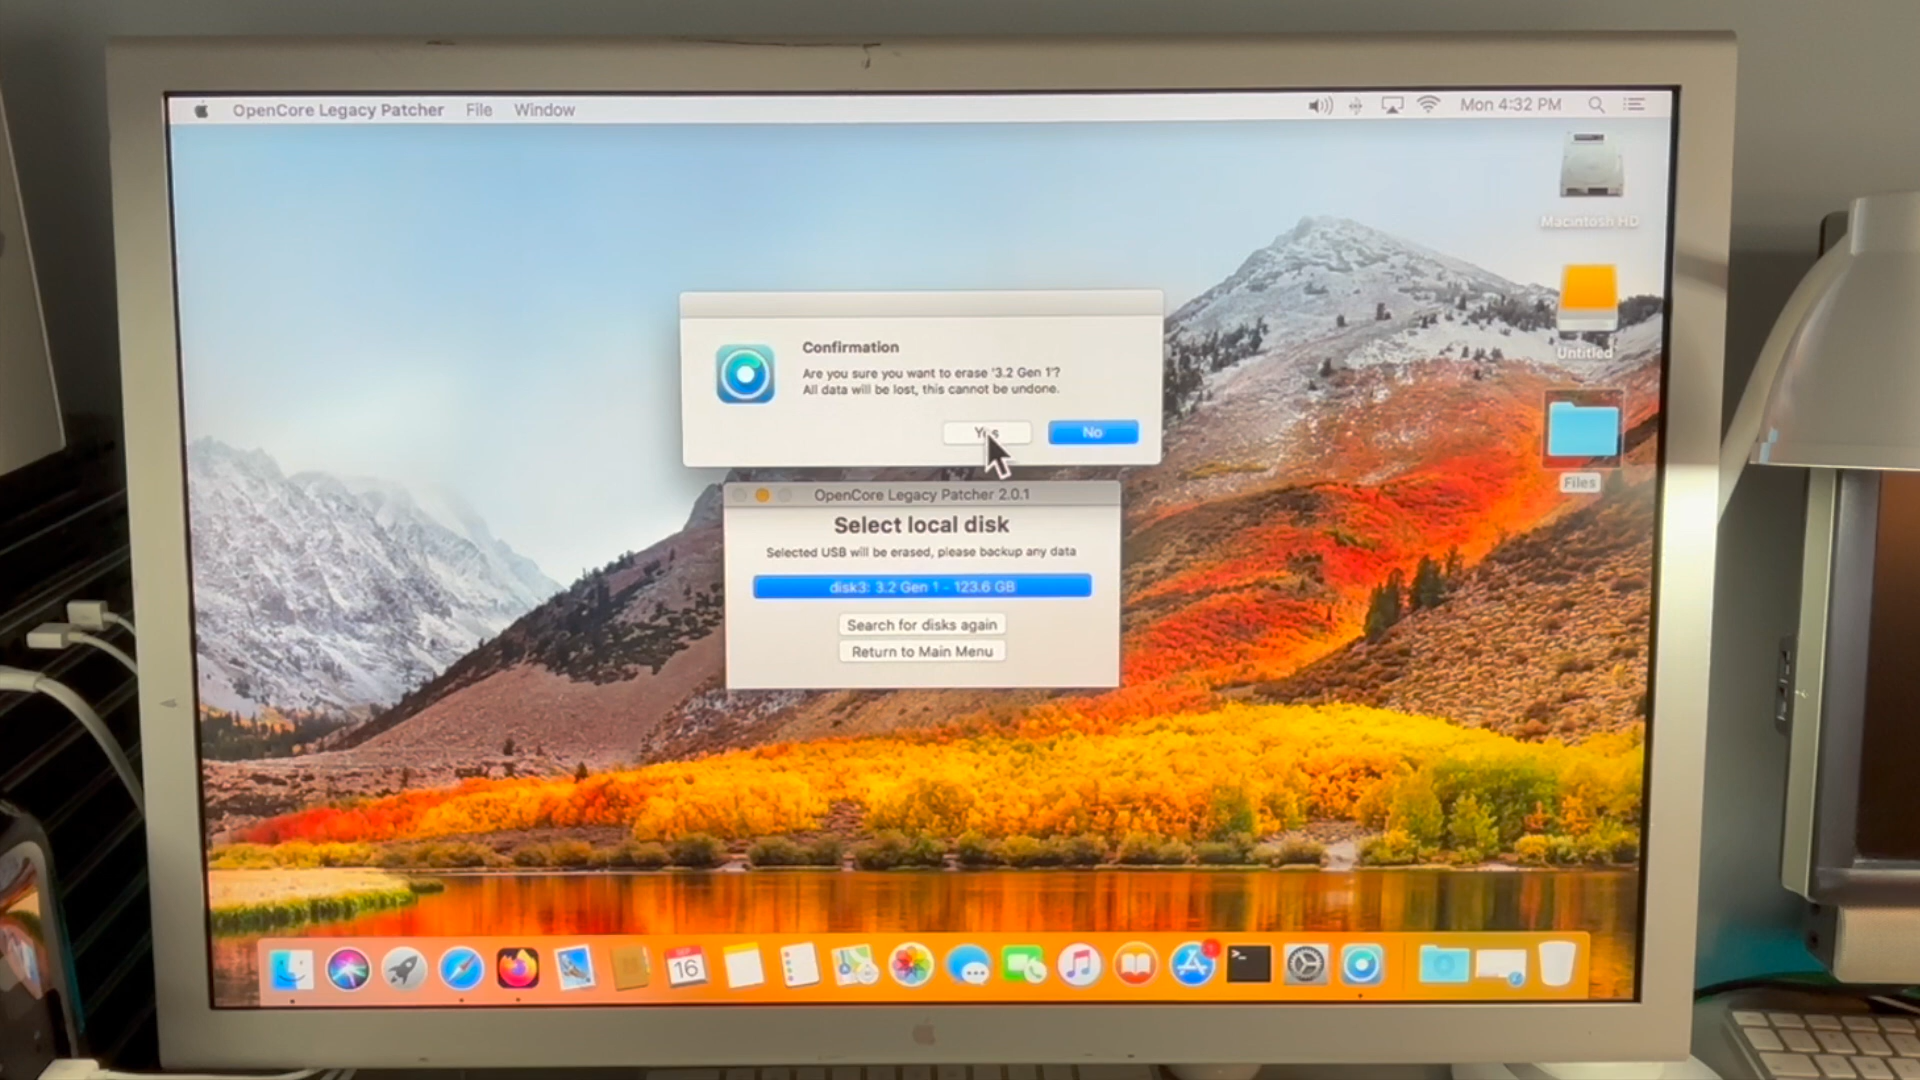 OpenCore Legacy Patcher File Window
Mon 4:32 PM
Macintosh HD
Untitled
Files
Confirmation
Are you sure you want to erase '3.2 Gen 1'?
All data will be lost, this cannot be undone.
Yes
No
OpenCore Legacy Patcher 2.0.1
Select local disk
Selected USB will be erased, please backup any data
disk3: 3.2 Gen 1 - 123.6 GB
Search for disks again
Return to Main Menu
16